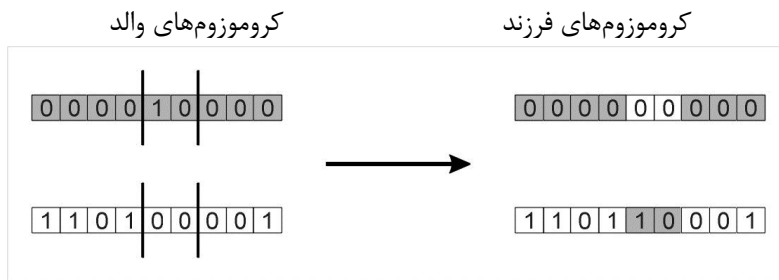 کروموزوم‌های والد
کروموزوم‌های فرزند
0 0 0 0 1 0 0 0 0
0 0 0 0 0 0 0 0 0
1 1 0 1 0 0 0 0 1
1 1 0 1 1 0 0 0 1